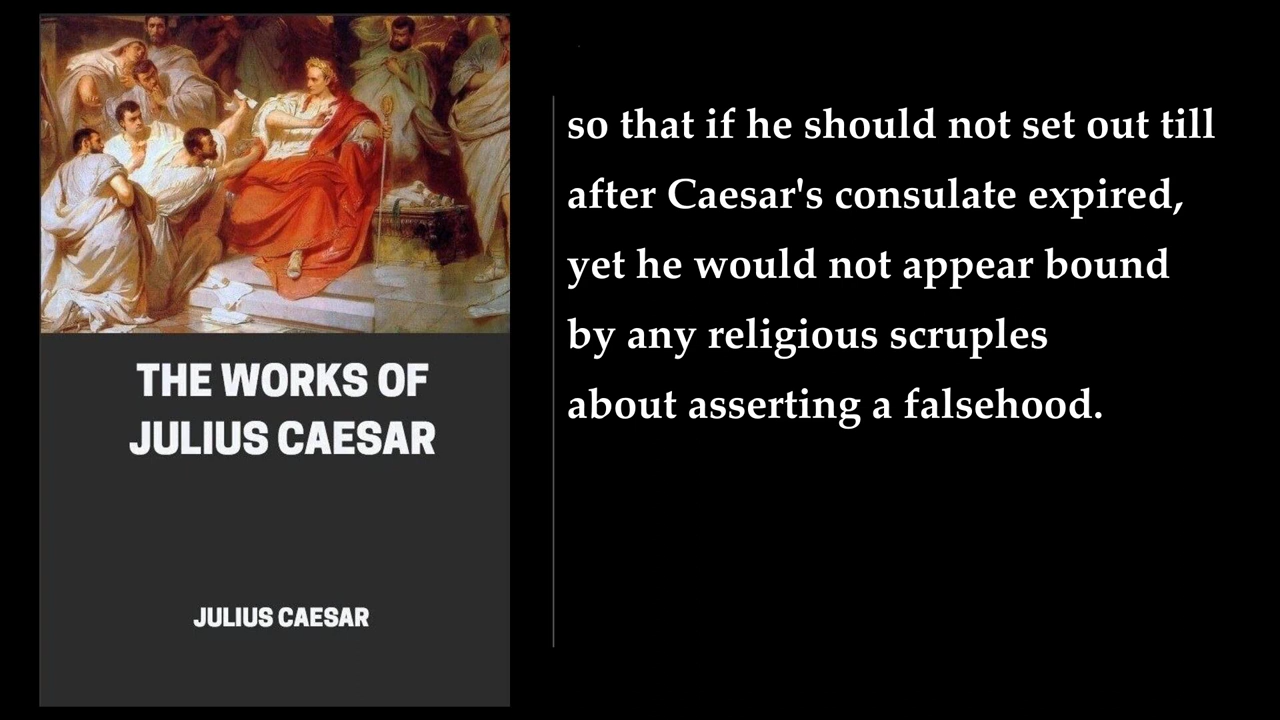 THE WORKS OF
JULIUS CAESAR
JULIUS CAESAR
so that if he should not set out till
after Caesar's consulate expired,
yet he would not appear bound
by any religious scruples
about asserting a falsehood.